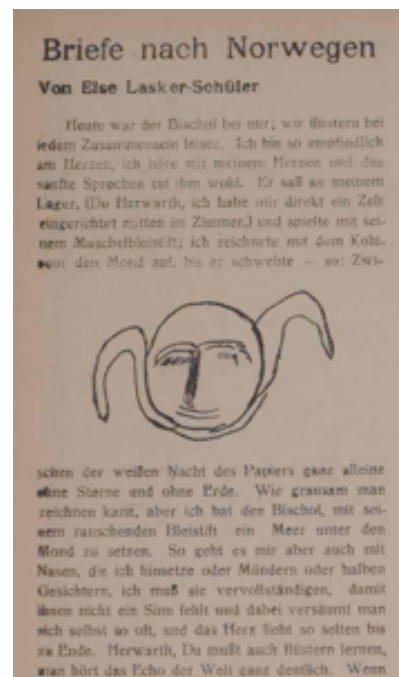 Briefe nach Norwegen
Von Else Lasker-Schüler
Heute war der Bischof bei mir; wir flüstern bei
jedem Zusammensein leiser. Ich bin so empfindlich
am Herzen, ich höre mit meinem Herzen und das
sanfte Sprechen tut ihm wohl. Er saß an meinem
Lager, (Du Herwarth, ich habe mir direkt ein Zelt
eingerichtet mitten im Zimmer,) und spielte mit sei-
nem Muschelbleistift; ich zeichnete mit dem Kohi-
noor den Mond auf, bis er schwebte — so: Zwi-
schen der weißen Nacht des Papiers ganz alleine
ohne Sterne und ohne Erde. Wie grausam man
zeichnen kann, aber ich bat den Bischof, mit sei-
nem rauschenden Bleistift ein Meer unter den
Mond zu setzen. So geht es mir aber auch mit
Nasen, die ich hinsetze oder Mündern oder halben
Gesichtern, ich muß sie vervollständigen, damit
ihnen nicht ein Sinn fehlt und dabei versäumt man
sich selbst so oft, und das Herz liebt so selten bis
zu Ende. Herwarth, Du mußt auch flüstern lernen,
man hört das Echo der Welt ganz deutlich. Wenn